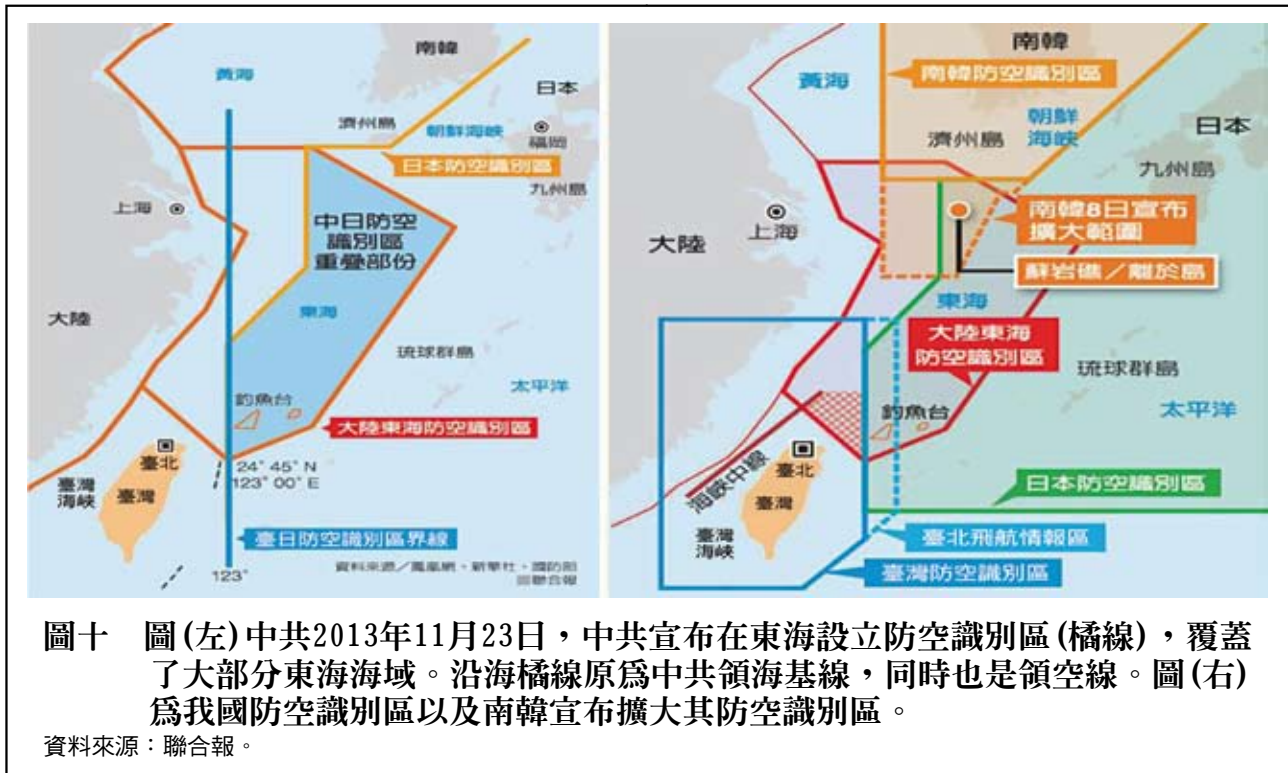 南韓
黃海
日本
濟州島
朝鮮海峽
福岡
日本防空識別區
九州島
上海
中日防空
識別區
重疊部份
東海
大陸
琉球群島
太平洋
釣魚台
大陸東海防空識別區
臺北
24° 45' N
123° 00' E
臺灣
海峽
臺灣
臺日防空識別區界線
123°
資料來源／鳳凰網、新華社、國防部
聯合報
南韓
南韓防空識別區
黃海
朝鮮
海峽
日本
濟州島
九州島
上海
南韓8日宣布
擴大範圍
大陸
蘇岩礁／離於島
東海
大陸東海
防空識別區
琉球群島
釣魚台
太平洋
海峽中線
臺北
臺灣
日本防空識別區
臺灣
海峽
臺北飛航情報區
臺灣防空識別區
圖十 圖(左)中共2013年11月23日，中共宣布在東海設立防空識別區(橘線)，覆蓋
了大部分東海海域。沿海橘線原為中共領海基線，同時也是領空線。圖(右)
為我國防空識別區以及南韓宣布擴大其防空識別區。
資料來源：聯合報。